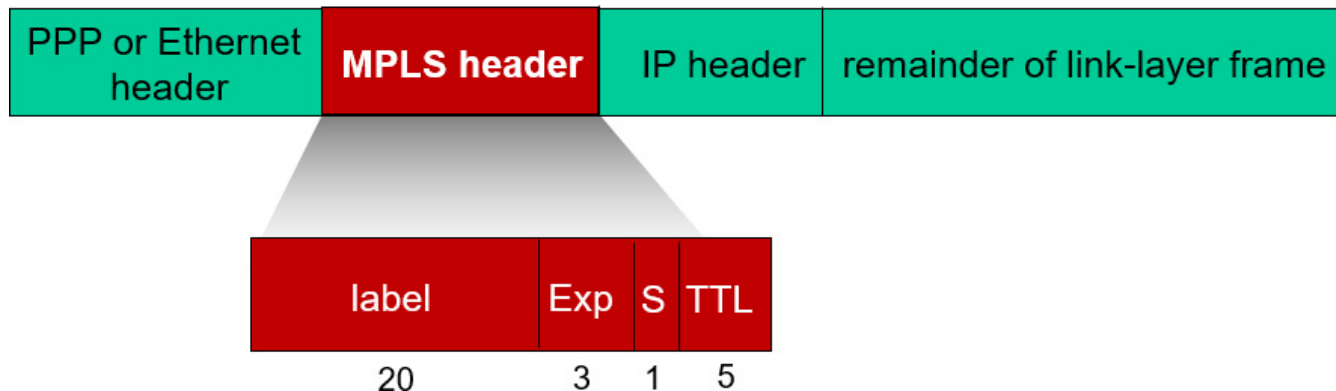 PPP or Ethernet
header
MPLS header
IP header
remainder of link-layer frame
label
Exp
S
TTL
20
3
1
5